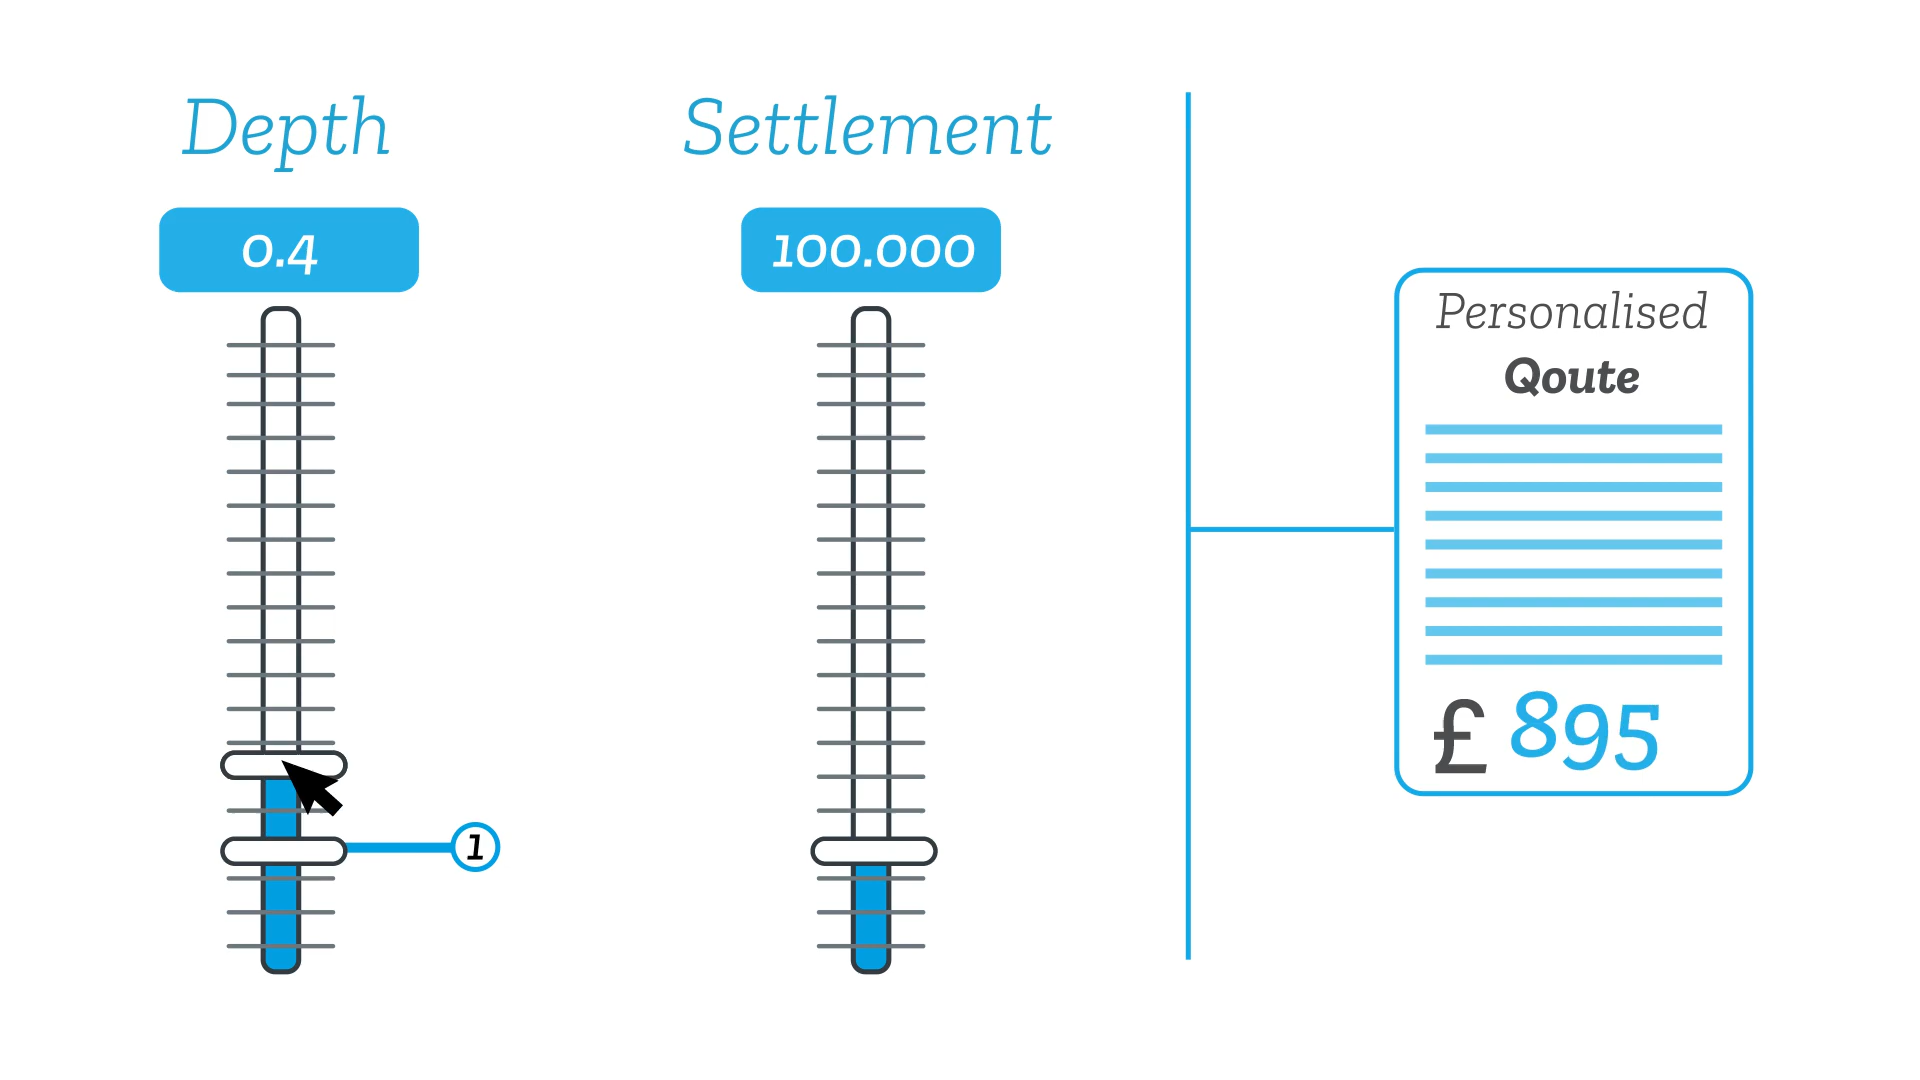 Depth
0.4
1
Settlement
100.000
Personalised
Qoute
£ 895